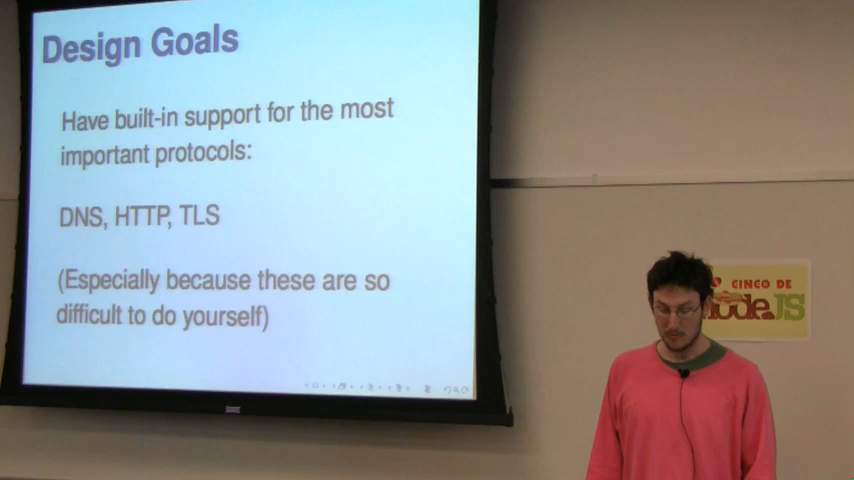 Design Goals
Have built-in support for the most
important protocols:
DNS, HTTP, TLS
(Especially because these are so
difficult to do yourself)
CINCO DE
nodeJS